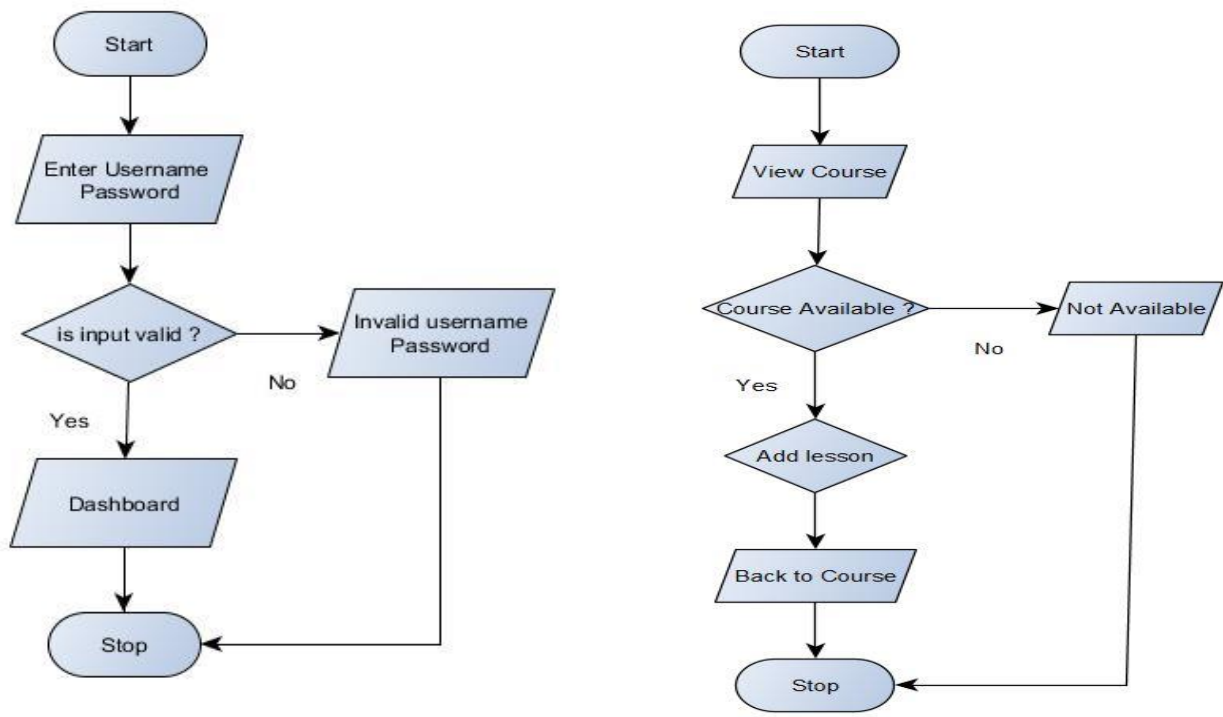 Start
Enter Username
Password
is input valid ?
Invalid username
Password
No
Yes
Dashboard
Stop
Start
View Course
Course Available ?
Not Available
No
Yes
Add lesson
Back to Course
Stop